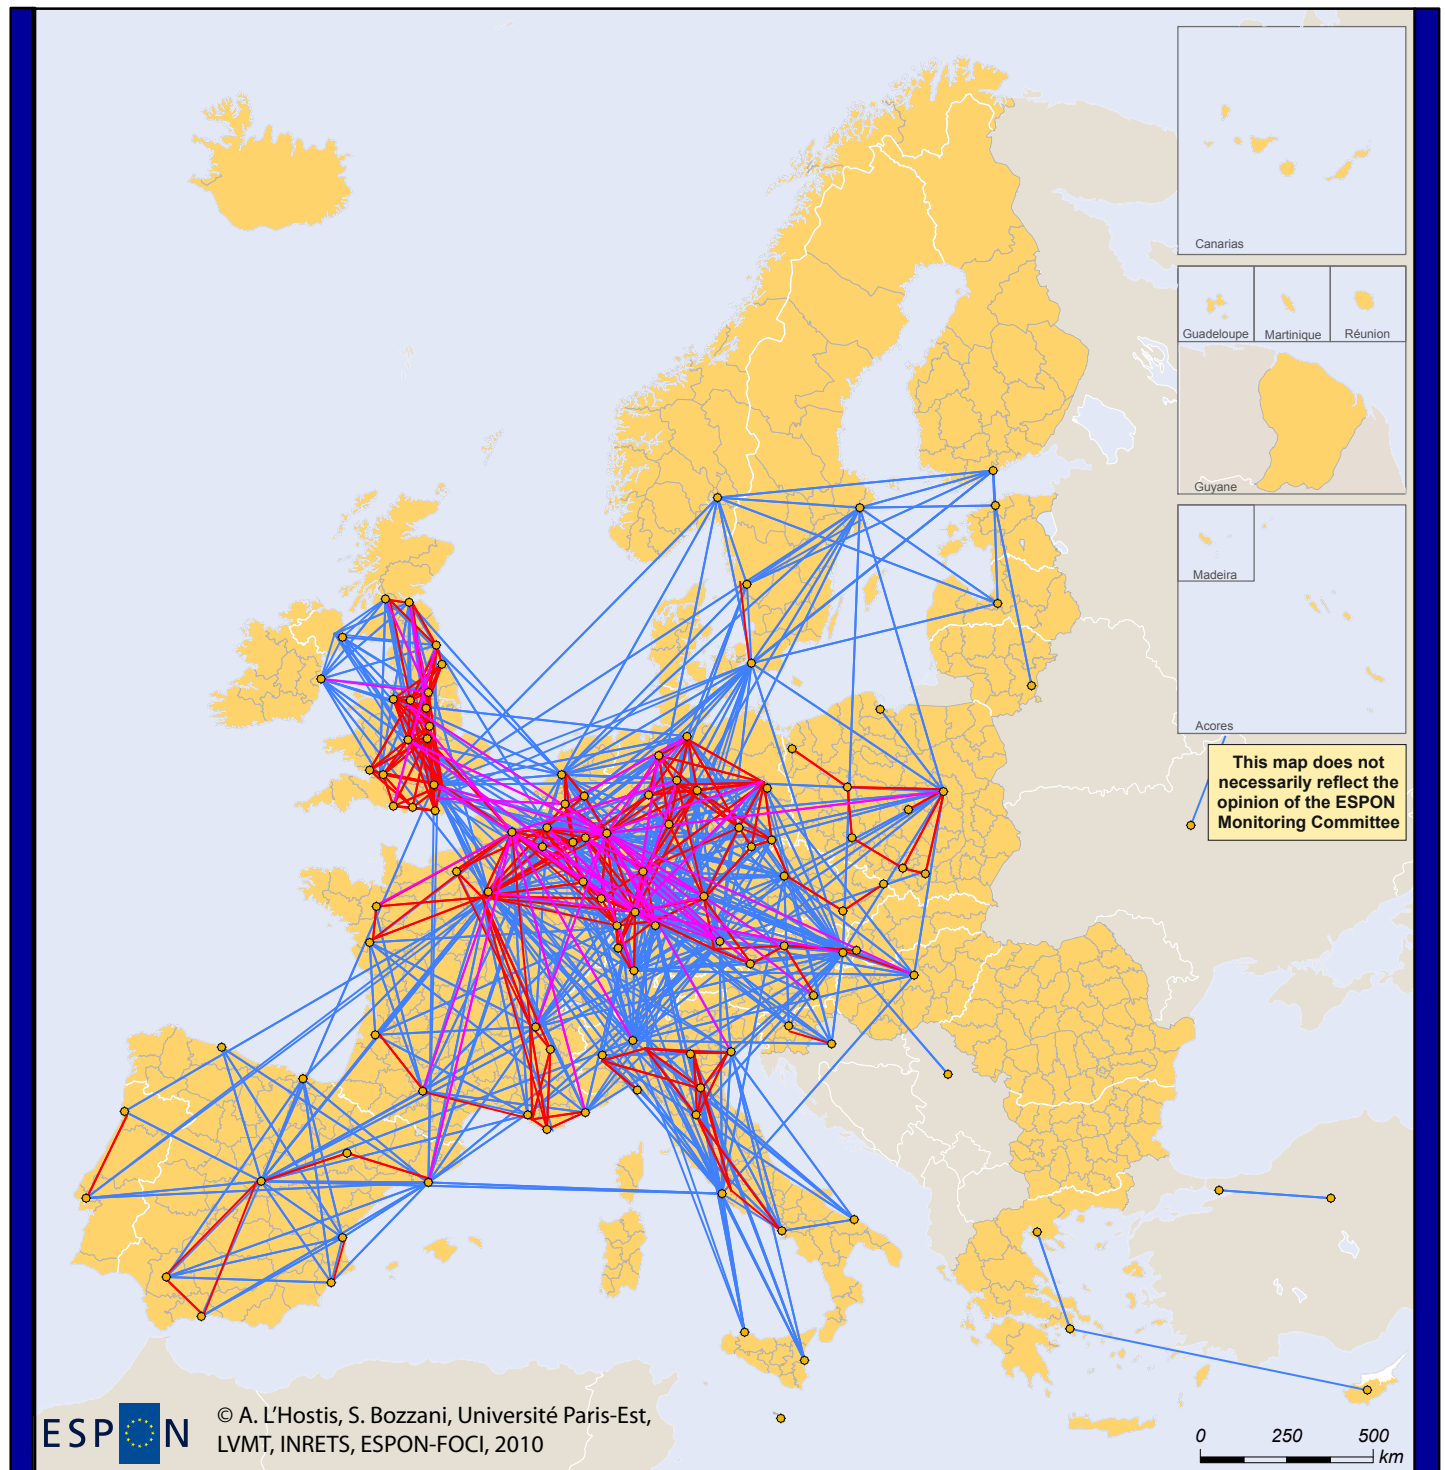 Canarias
Guadeloupe
Martinique
Réunion
Guyane
Madeira
Acores
This map does not
necessarily reflect the
opinion of the ESPON
Monitoring Committee
ESPON
© A. L'Hostis, S. Bozzani, Université Paris-Est,
LVMT, INRETS, ESPON-FOCI, 2010
0 250 500
km